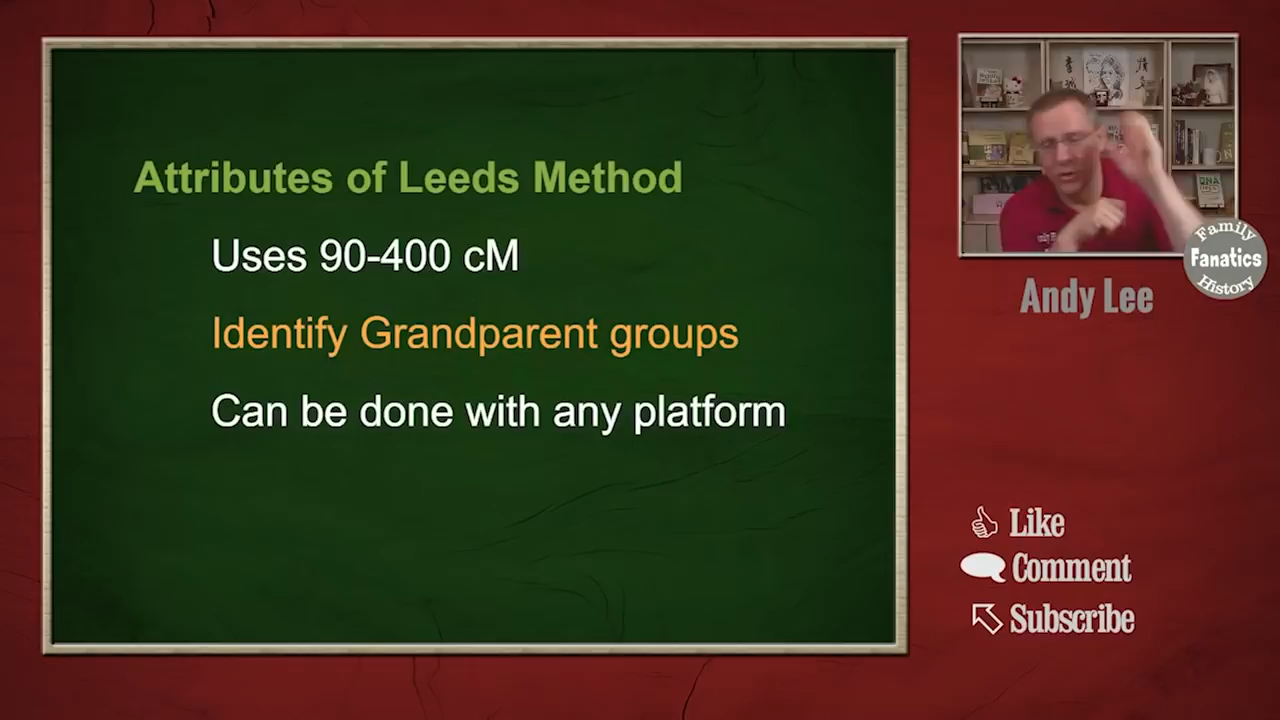 Attributes of Leeds Method
Uses 90-400 cM
Identify Grandparent groups
Can be done with any platform
Family
Fanatics
History
Andy Lee
Like
Comment
Subscribe
DNA